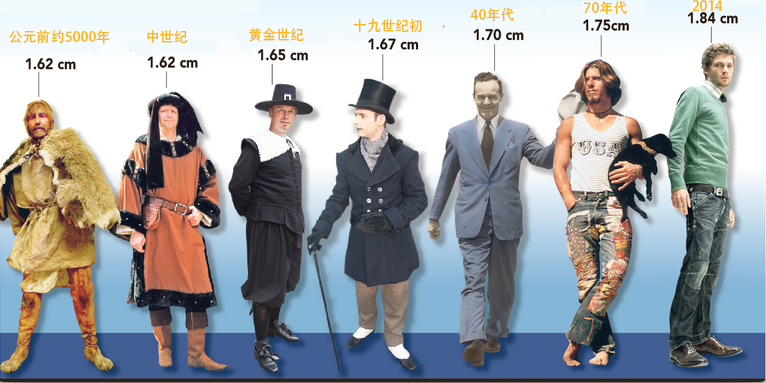 公元前约5000年
1.62 cm
中世纪
1.62 cm
黄金世纪
1.65 cm
十九世纪初
1.67 cm
40年代
1.70 cm
70年代
1.75cm
2014
1.84 cm
USA